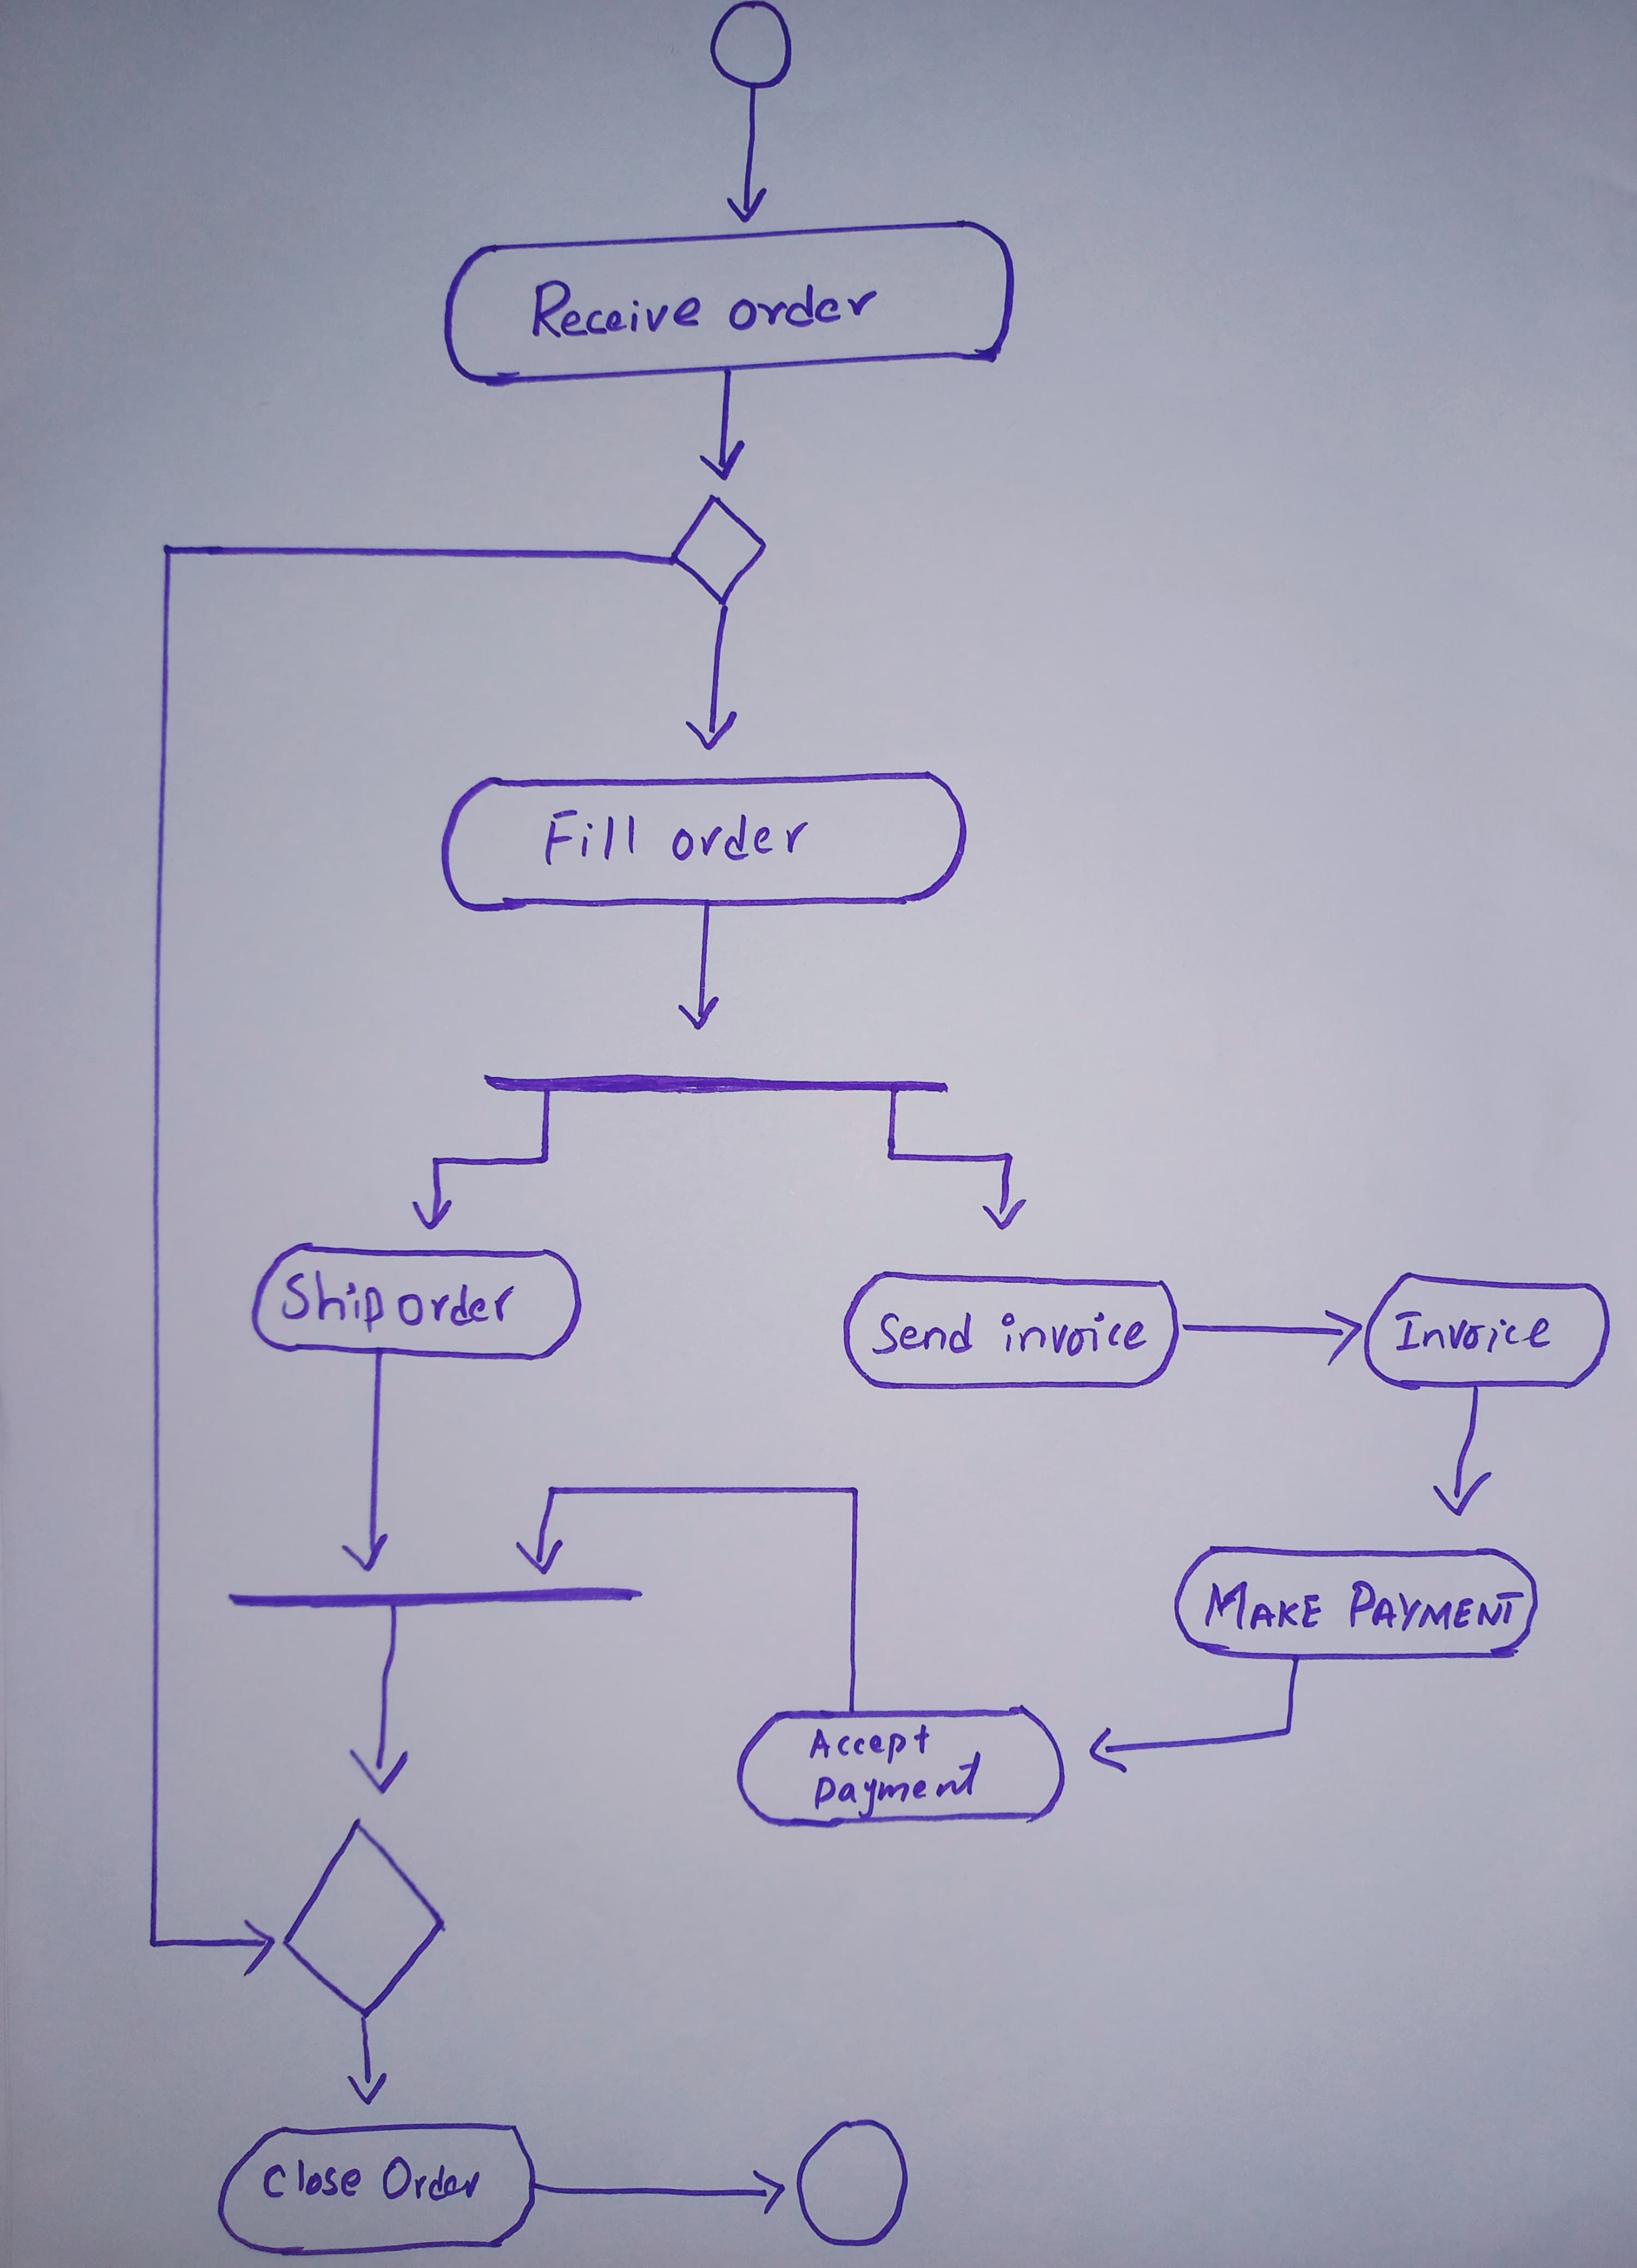 Receive order
Fill order
Ship order
Send invoice
Invoice
MAKE PAYMENT
Accept
payment
Close Order